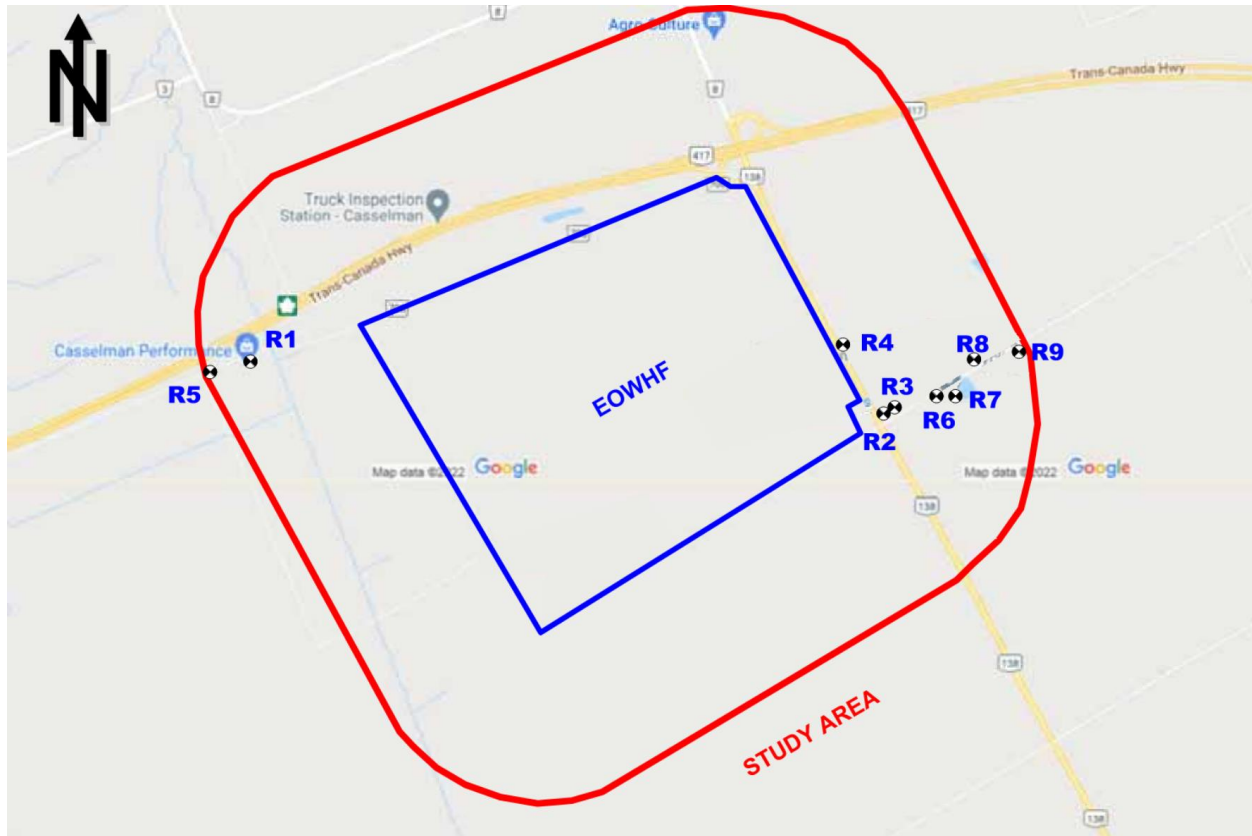 N
8
Agro Culture
3
8
8
Trans-Canada Hwy
417
417
138
Truck Inspection
Station - Casselman
Trans-Canada Hwy
Casselman Performance
R1
R5
EOWHF
R4
R8
R9
R3
R6
R7
R2
Map data ©2022 Google
Map data ©2022 Google
138
138
STUDY AREA
138